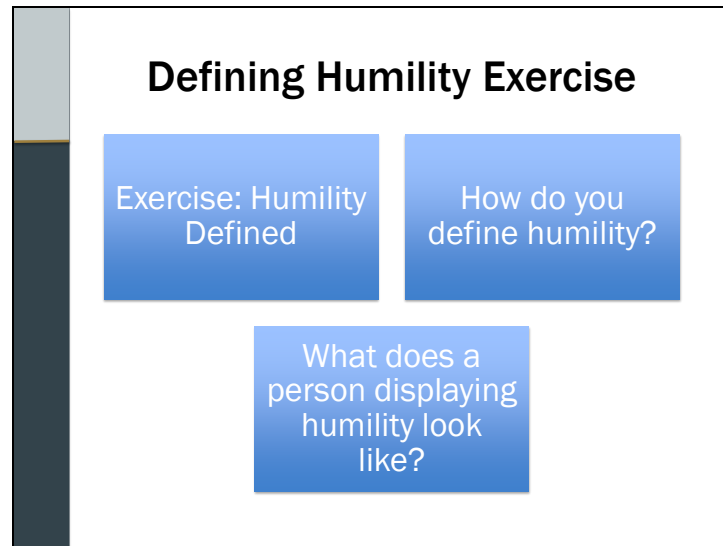 Defining Humility Exercise
Exercise: Humility
Defined
How do you
define humility?
What does a
person displaying
humility look
like?